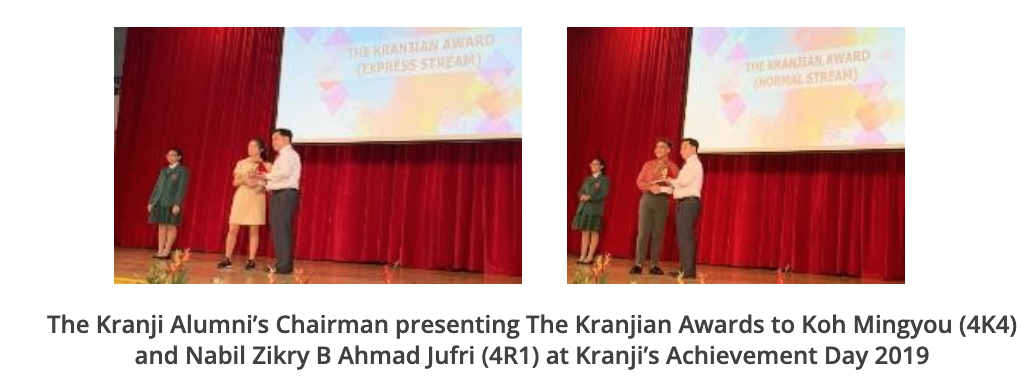 THE KRANJIAN AWARD
(EXPRESS STREAM)
THE KRANJIAN AWARD
(NORMAL STREAM)
The Kranji Alumni’s Chairman presenting The Kranjian Awards to Koh Mingyou (4K4)
and Nabil Zikry B Ahmad Jufri (4R1) at Kranji’s Achievement Day 2019